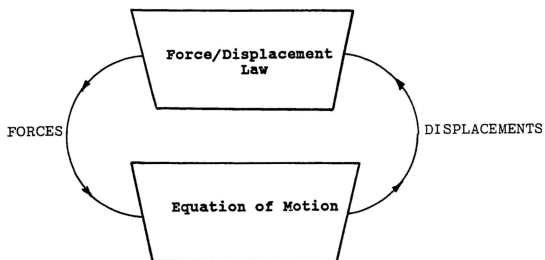 Force/Displacement
Law
FORCES
DISPLACEMENTS
Equation of Motion